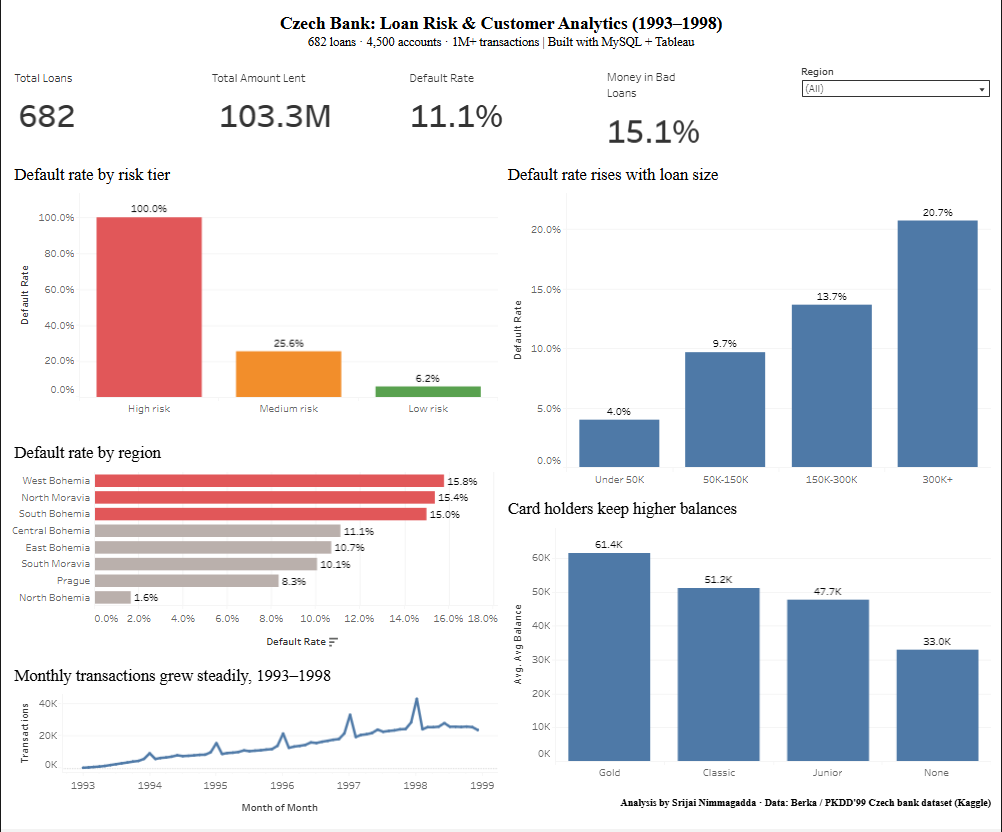 Czech Bank: Loan Risk & Customer Analytics (1993–1998)
682 loans · 4,500 accounts · 1M+ transactions | Built with MySQL + Tableau
Total Loans
682
Total Amount Lent
103.3M
Default Rate
11.1%
Money in Bad
Loans
15.1%
Region
(All)
Default rate by risk tier
Default Rate
100.0%
80.0%
60.0%
40.0%
20.0%
0.0%
100.0%
25.6%
6.2%
High risk
Medium risk
Low risk
Default rate rises with loan size
Default Rate
20.0%
15.0%
10.0%
5.0%
0.0%
4.0%
9.7%
13.7%
20.7%
Under 50K
50K-150K
150K-300K
300K+
Default rate by region
West Bohemia 15.8%
North Moravia 15.4%
South Bohemia 15.0%
Central Bohemia 11.1%
East Bohemia 10.7%
South Moravia 10.1%
Prague 8.3%
North Bohemia 1.6%
0.0% 2.0% 4.0% 6.0% 8.0% 10.0% 12.0% 14.0% 16.0% 18.0%
Default Rate
Card holders keep higher balances
Avg. Avg Balance
60K
50K
40K
30K
20K
10K
0K
61.4K
51.2K
47.7K
33.0K
Gold
Classic
Junior
None
Monthly transactions grew steadily, 1993–1998
Transactions
40K
20K
0K
1993 1994 1995 1996 1997 1998 1999
Month of Month
Analysis by Srijai Nimmagadda · Data: Berka / PKDD'99 Czech bank dataset (Kaggle)